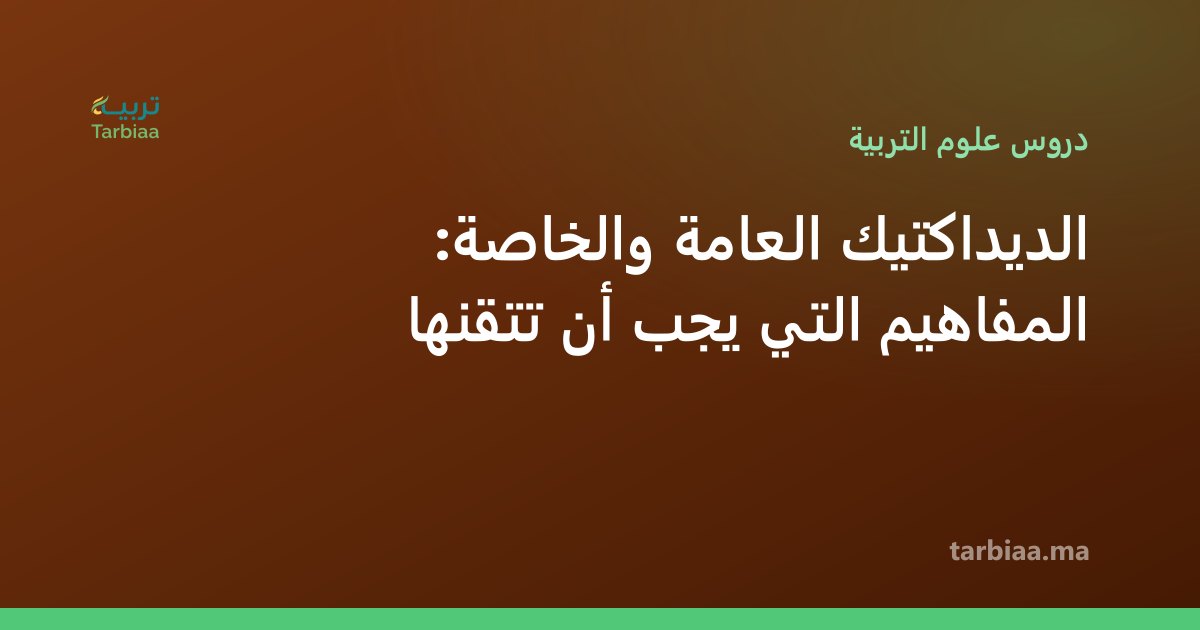 تربية
Tarbiaa
دروس علوم التربية
الديداكتيك العامة والخاصة:
المفاهيم التي يجب أن تتقنها
tarbiaa.ma